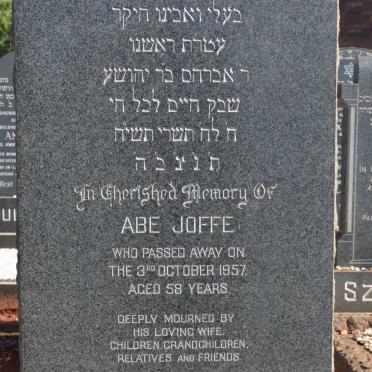 בעלי ואבינו היקר
עטרת ראשנו
ר אברהם בר יהושע
שבק חיים לכל חי
ח לח תשרי תשיח
ת נ צ ב ה
In Cherished Memory Of
ABE JOFFE
WHO PASSED AWAY ON
THE 3RD OCTOBER 1957.
AGED 58 YEARS.
DEEPLY MOURNED BY
HIS LOVING WIFE,
CHILDREN, GRANDCHILDREN,
RELATIVES AND FRIENDS.
SZ